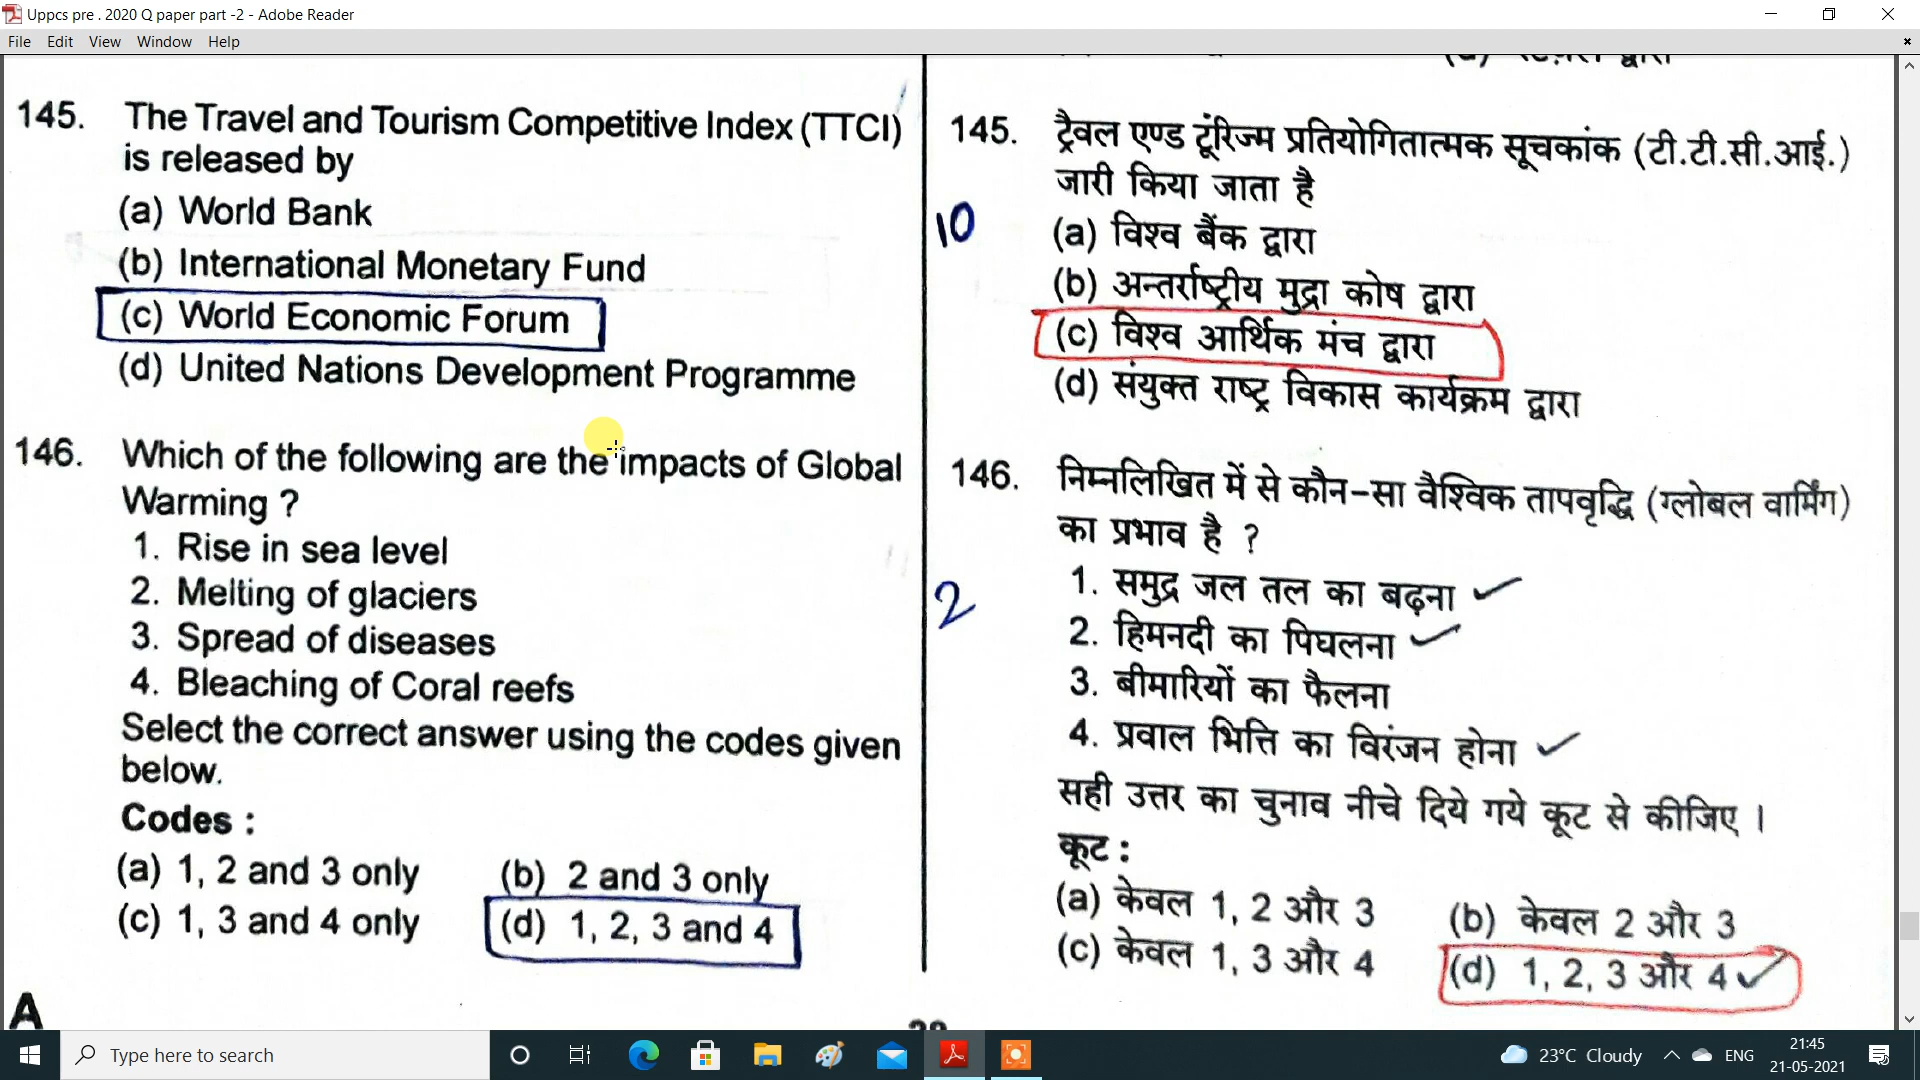 Uppcs pre . 2020 Q paper part -2 - Adobe Reader
File Edit View Window Help
145. The Travel and Tourism Competitive Index (TTCI)
is released by
(a) World Bank
(b) International Monetary Fund
(c) World Economic Forum
(d) United Nations Development Programme
146. Which of the following are the impacts of Global
Warming ?
1. Rise in sea level
2. Melting of glaciers
3. Spread of diseases
4. Bleaching of Coral reefs
Select the correct answer using the codes given
below.
Codes :
(a) 1, 2 and 3 only (b) 2 and 3 only
(c) 1, 3 and 4 only (d) 1, 2, 3 and 4
A
145. ट्रैवल एण्ड टूरिज्म प्रतियोगितात्मक सूचकांक (टी.टी.सी.आई.)
जारी किया जाता है
10
(a) विश्व बैंक द्वारा
(b) अन्तर्राष्ट्रीय मुद्रा कोष द्वारा
(c) विश्व आर्थिक मंच द्वारा
(d) संयुक्त राष्ट्र विकास कार्यक्रम द्वारा
146. निम्नलिखित में से कौन-सा वैश्विक तापवृद्धि (ग्लोबल वार्मिंग)
का प्रभाव है ?
1. समुद्र जल तल का बढ़ना
2
2. हिमनदी का पिघलना
3. बीमारियों का फैलना
4. प्रवाल भित्ति का विरंजन होना
सही उत्तर का चुनाव नीचे दिये गये कूट से कीजिए ।
कूट :
(a) केवल 1, 2 और 3 (b) केवल 2 और 3
(c) केवल 1, 3 और 4 (d) 1, 2, 3 और 4
Type here to search
23°C Cloudy
ENG
21:45
21-05-2021